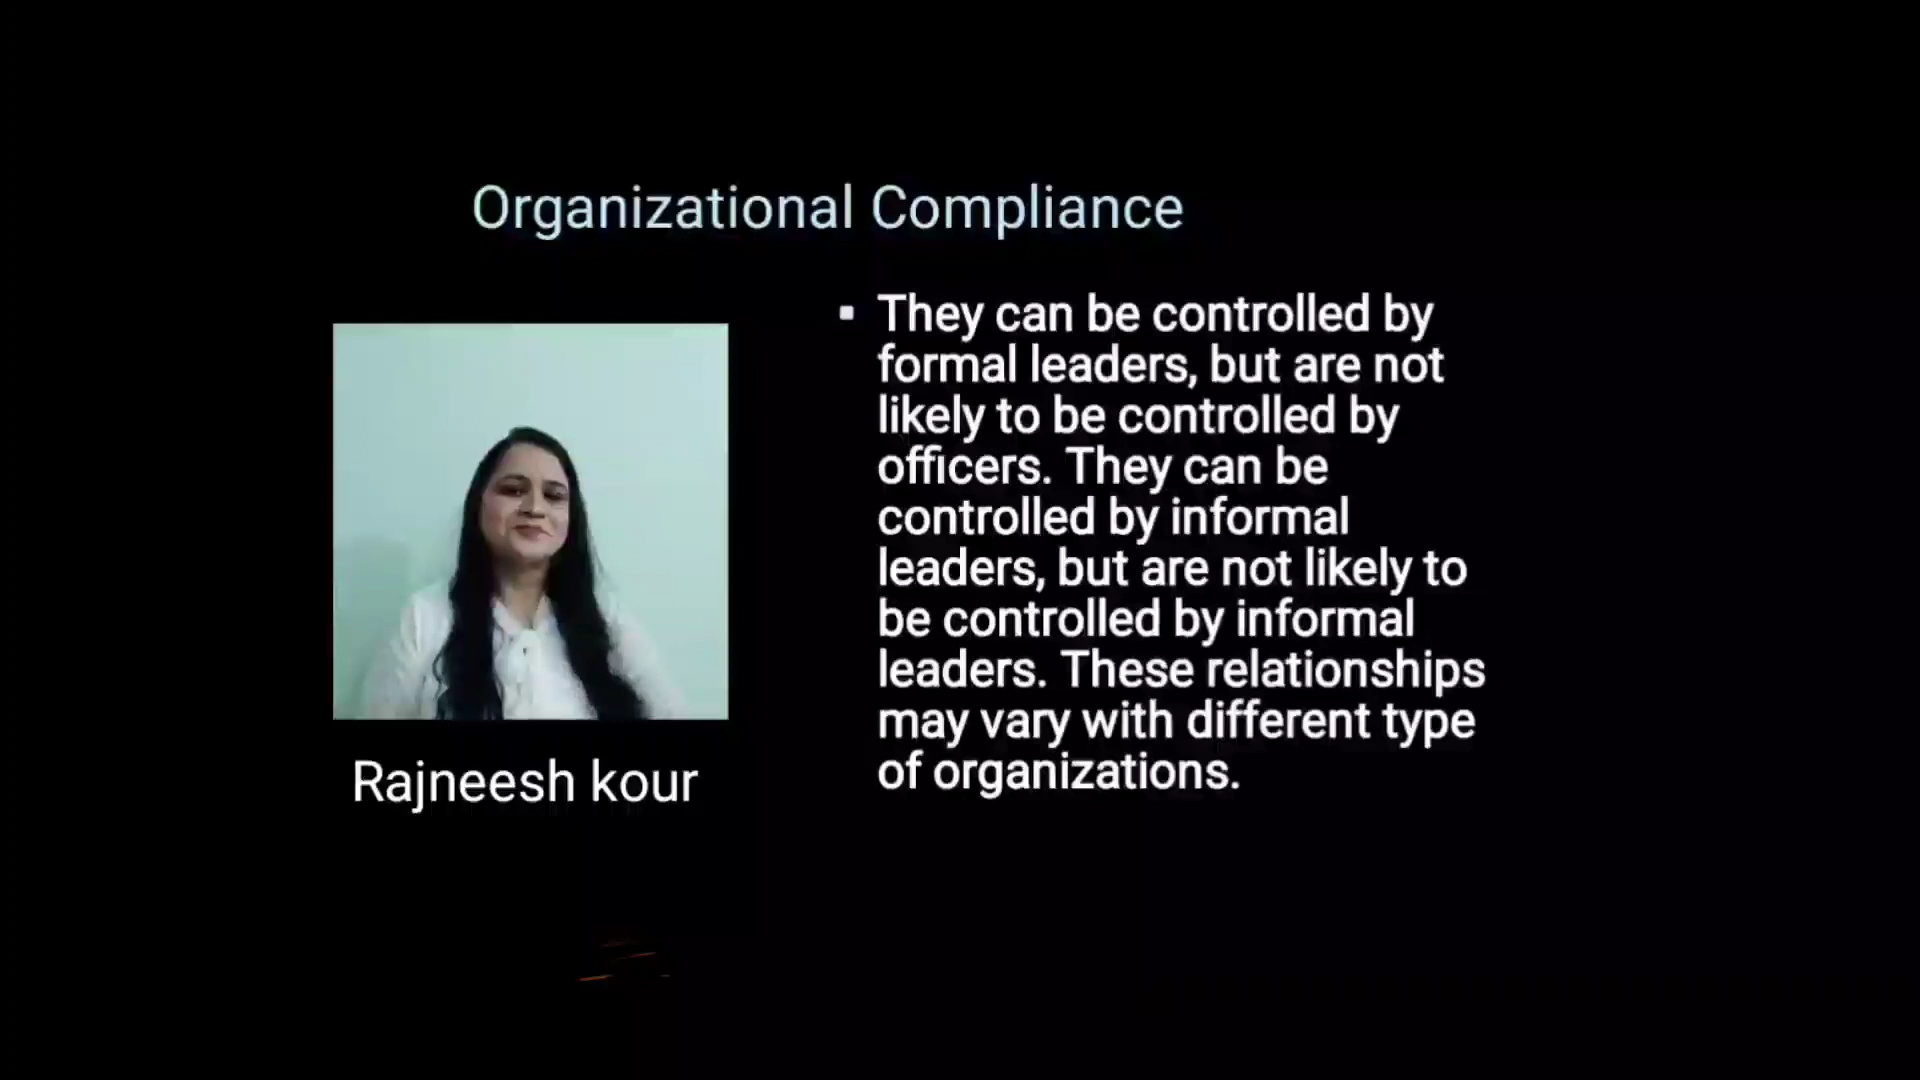 Organizational Compliance
They can be controlled by
formal leaders, but are not
likely to be controlled by
officers. They can be
controlled by informal
leaders, but are not likely to
be controlled by informal
leaders. These relationships
may vary with different type
of organizations.
Rajneesh kour